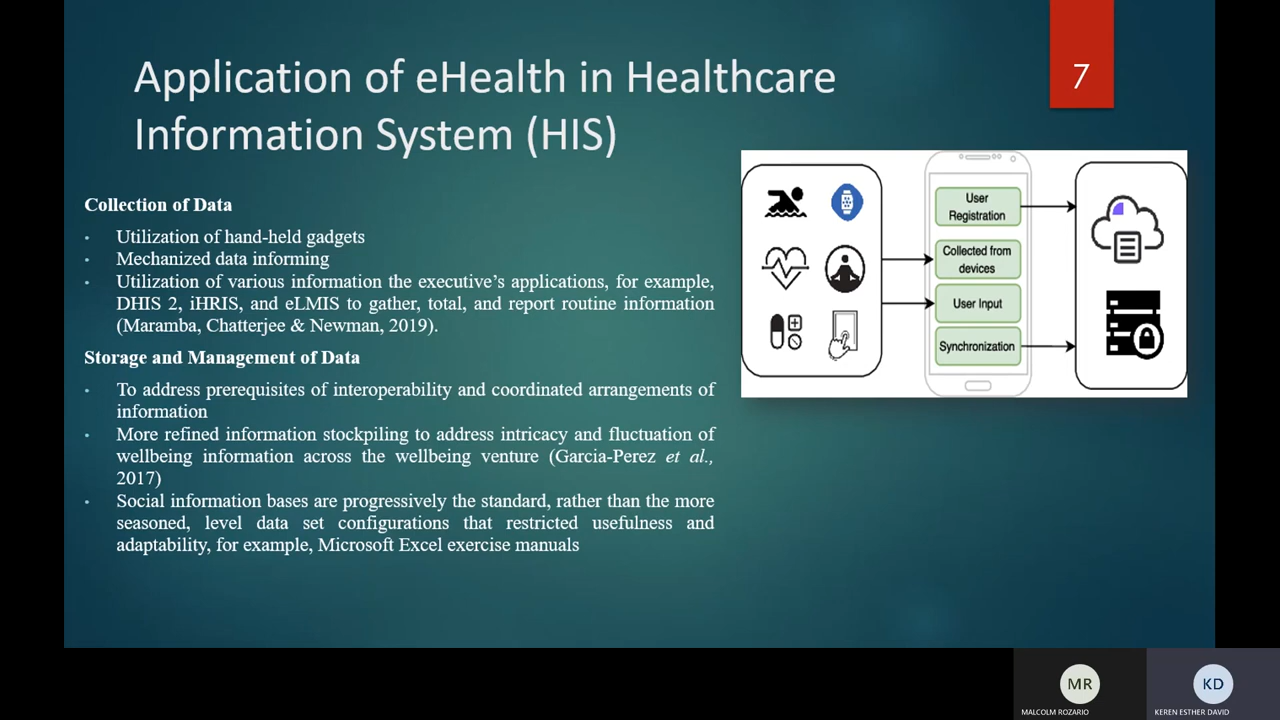 Application of eHealth in Healthcare
Information System (HIS)
7
Collection of Data
• Utilization of hand-held gadgets
• Mechanized data informing
• Utilization of various information the executive's applications, for example,
DHIS 2, iHRIS, and eLMIS to gather, total, and report routine information
(Maramba, Chatterjee & Newman, 2019).
Storage and Management of Data
• To address prerequisites of interoperability and coordinated arrangements of
information
• More refined information stockpiling to address intricacy and fluctuation of
wellbeing information across the wellbeing venture (Garcia-Perez et al.,
2017)
• Social information bases are progressively the standard, rather than the more
seasoned, level data set configurations that restricted usefulness and
adaptability, for example, Microsoft Excel exercise manuals
User
Registration
Collected from
devices
User Input
Synchronization
MR
MALCOLM ROZARIO
KD
KEREN ESTHER DAVID